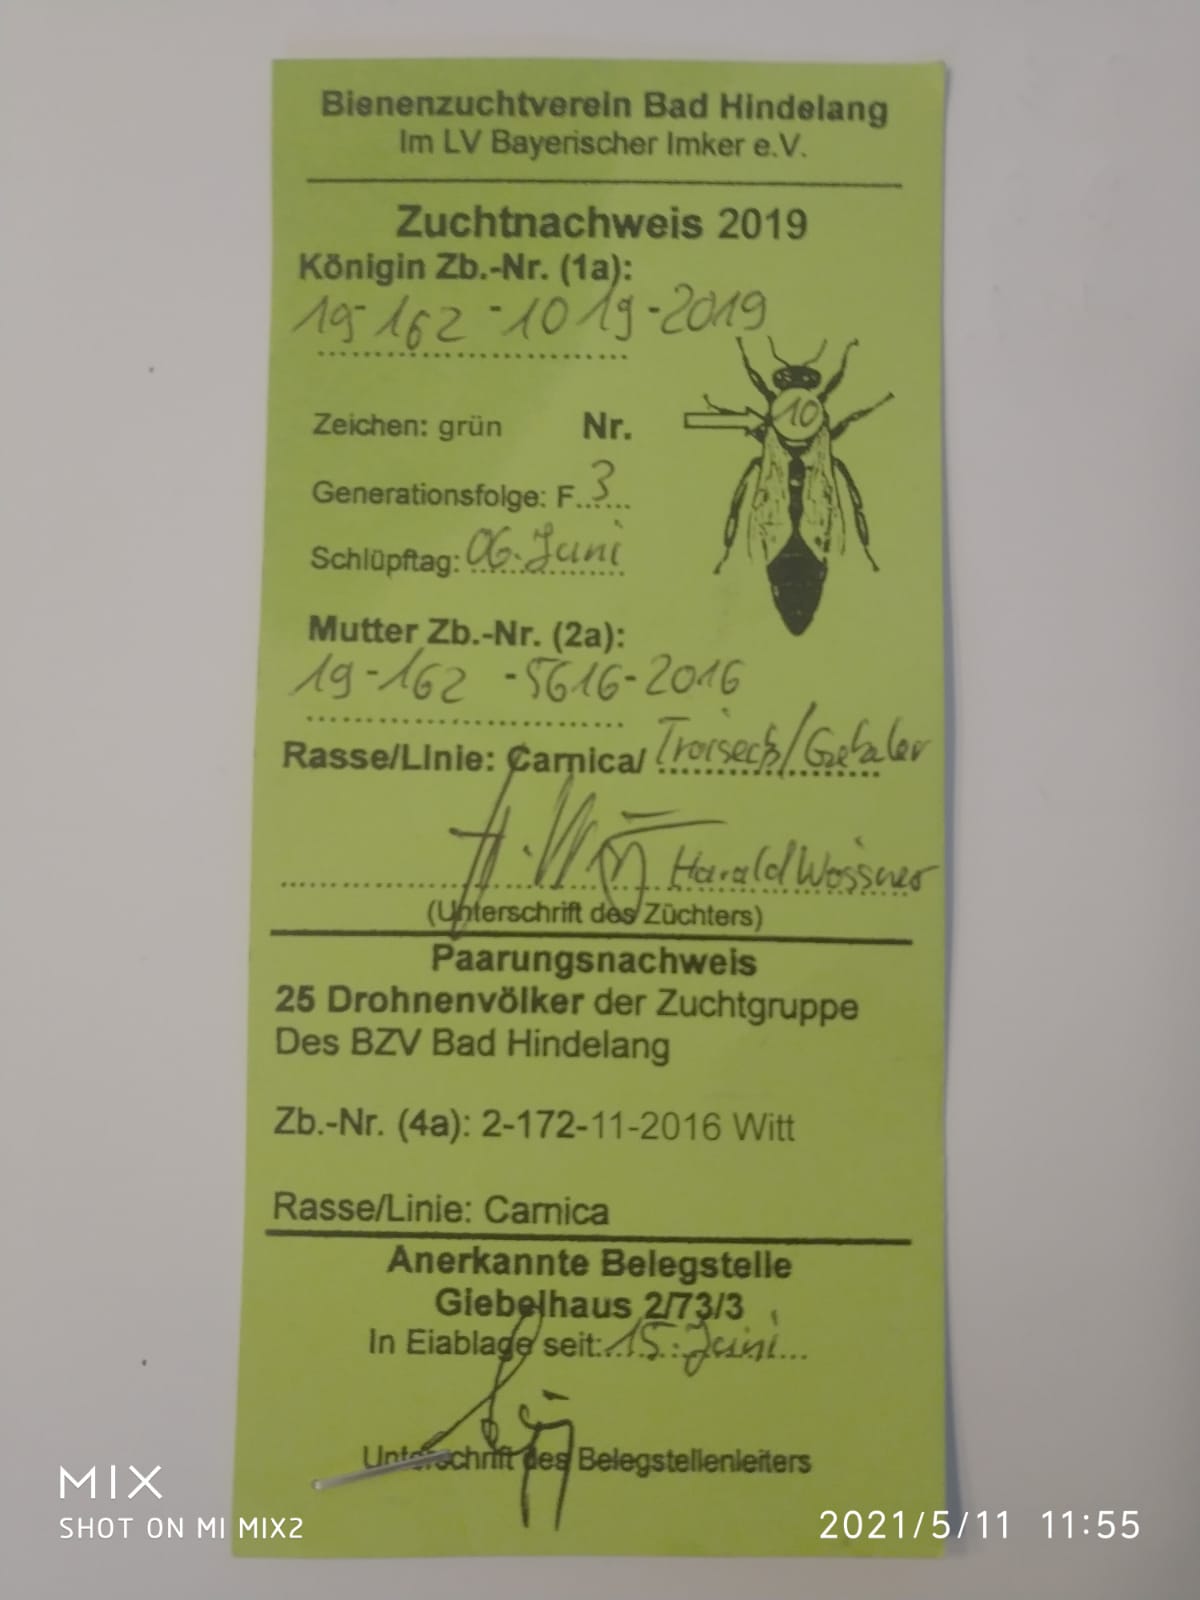 Bienenzuchtverein Bad Hindelang
Im LV Bayerischer Imker e.V.
Zuchtnachweis 2019
Königin Zb.-Nr. (1a):
19-162-1019-2019
10
Zeichen: grün Nr.
Generationsfolge: F. 3
Schlüpftag: 06. Juni
Mutter Zb.-Nr. (2a):
19-162-5616-2016
Rasse/Linie: Carnica/ Troiseck/
Harald Wössner
(Unterschrift des Züchters)
Paarungsnachweis
25 Drohnenvölker der Zuchtgruppe
Des BZV Bad Hindelang
Zb.-Nr. (4a): 2-172-11-2016 Witt
Rasse/Linie: Carnica
Anerkannte Belegstelle
Giebelhaus 2/73/3
In Eiablage seit: 15. Juni
Unterschrift des Belegstellenleiters
MIX
SHOT ON MI MIX2
2021/5/11 11:55